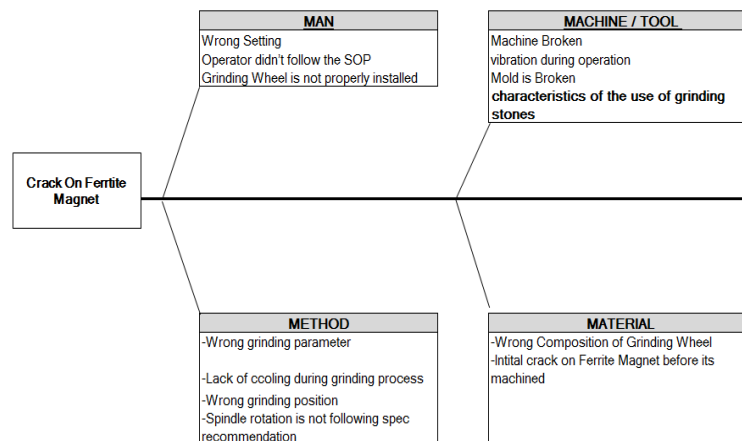 MAN
Wrong Setting
Operator didn't follow the SOP
Grinding Wheel is not properly installed
MACHINE / TOOL
Machine Broken
vibration during operation
Mold is Broken
characteristics of the use of grinding
stones
Crack On Ferrtite
Magnet
METHOD
-Wrong grinding parameter
-Lack of ccoling during grinding process
-Wrong grinding position
-Spindle rotation is not following spec
recommendation
MATERIAL
-Wrong Composition of Grinding Wheel
-Intital crack on Ferrite Magnet before its
machined